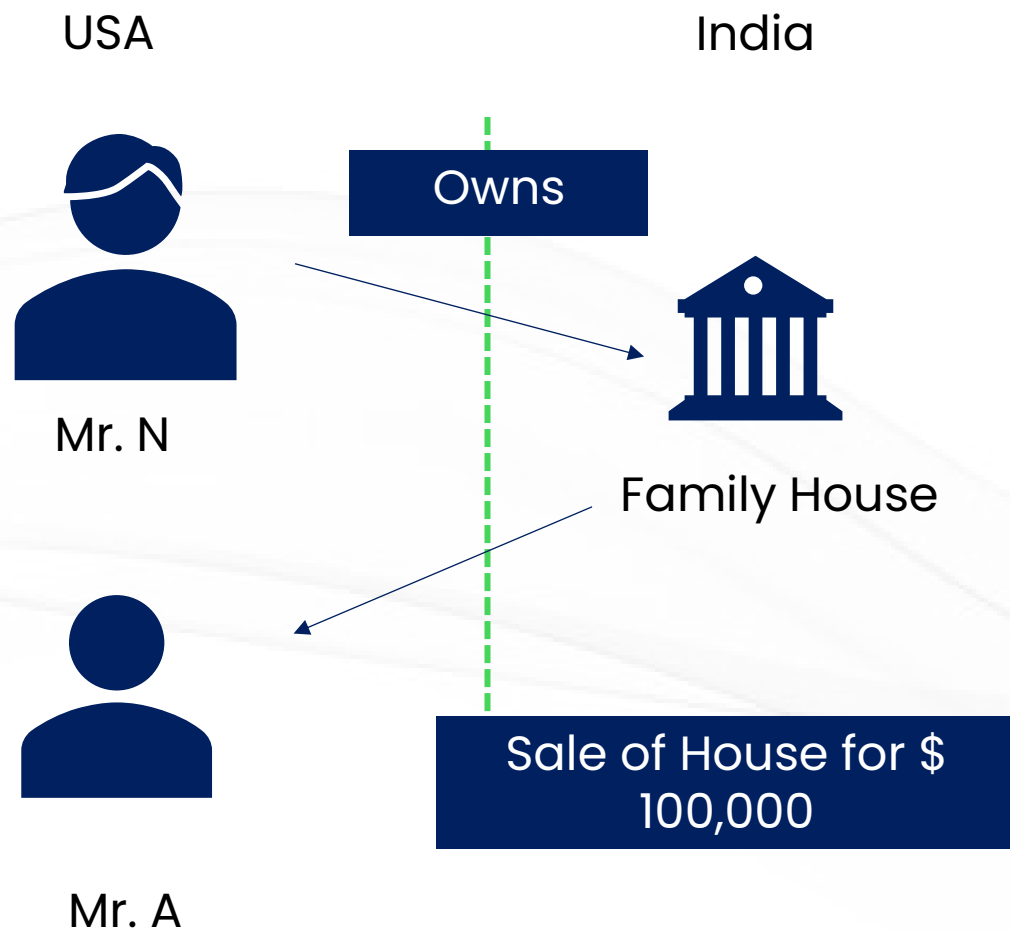 USA
India
Owns
Mr. N
Family House
Sale of House for $
100,000
Mr. A